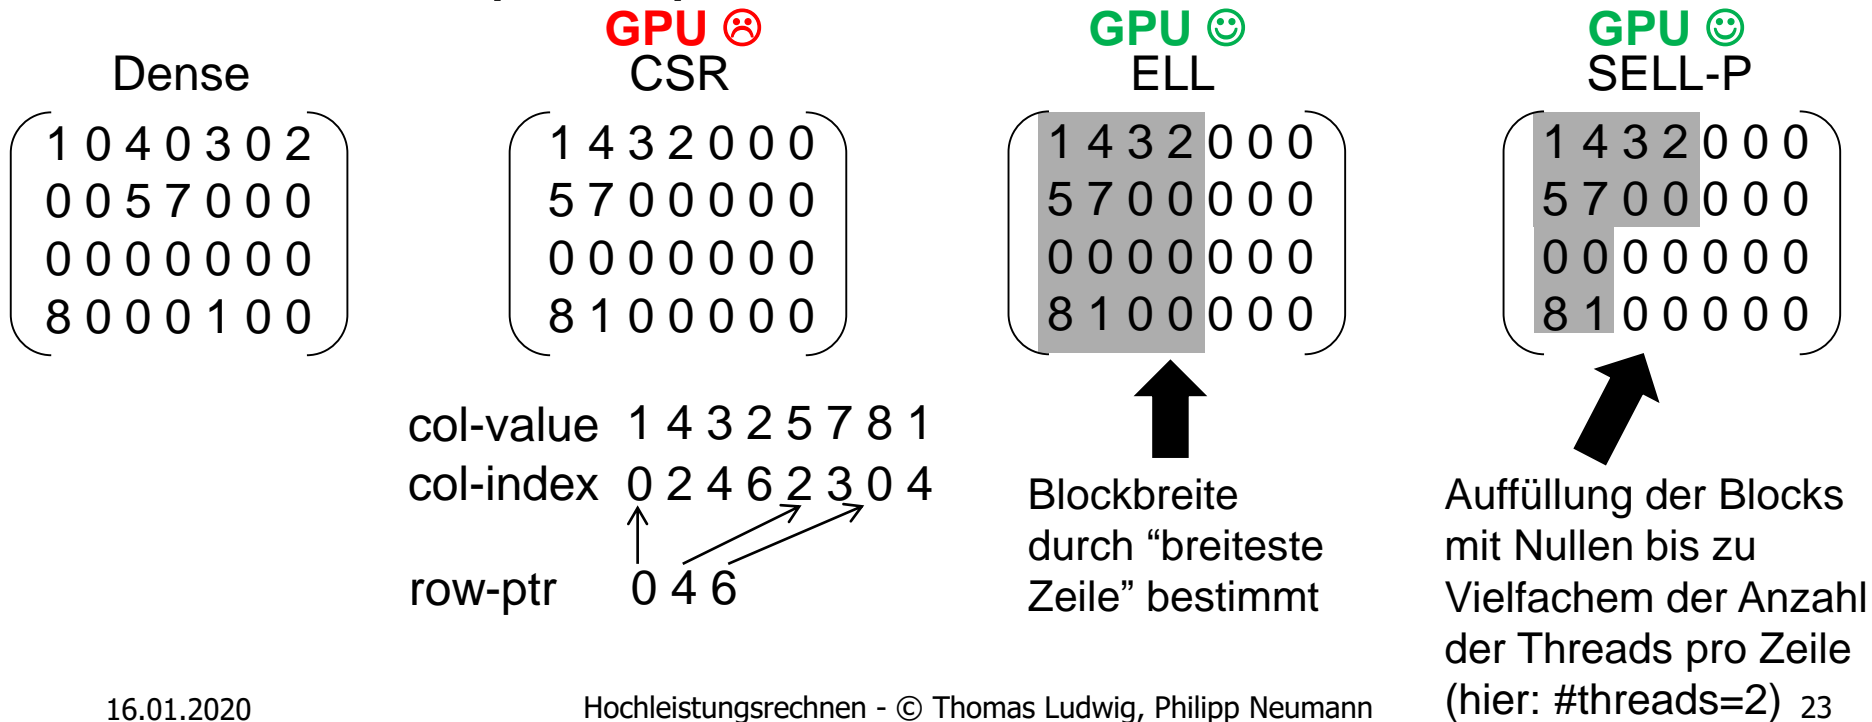 GPU ☹
GPU ☺
GPU ☺
Dense
CSR
ELL
SELL-P
1 0 4 0 3 0 2
0 0 5 7 0 0 0
0 0 0 0 0 0 0
8 0 0 0 1 0 0
1 4 3 2 0 0 0
5 7 0 0 0 0 0
0 0 0 0 0 0 0
8 1 0 0 0 0 0
1 4 3 2 0 0 0
5 7 0 0 0 0 0
0 0 0 0 0 0 0
8 1 0 0 0 0 0
1 4 3 2 0 0 0
5 7 0 0 0 0 0
0 0 0 0 0 0 0
8 1 0 0 0 0 0
col-value 1 4 3 2 5 7 8 1
col-index 0 2 4 6 2 3 0 4
row-ptr 0 4 6
Blockbreite
durch “breiteste
Zeile” bestimmt
Auffüllung der Blocks
mit Nullen bis zu
Vielfachem der Anzahl
der Threads pro Zeile
(hier: #threads=2)
16.01.2020
Hochleistungsrechnen - © Thomas Ludwig, Philipp Neumann
23